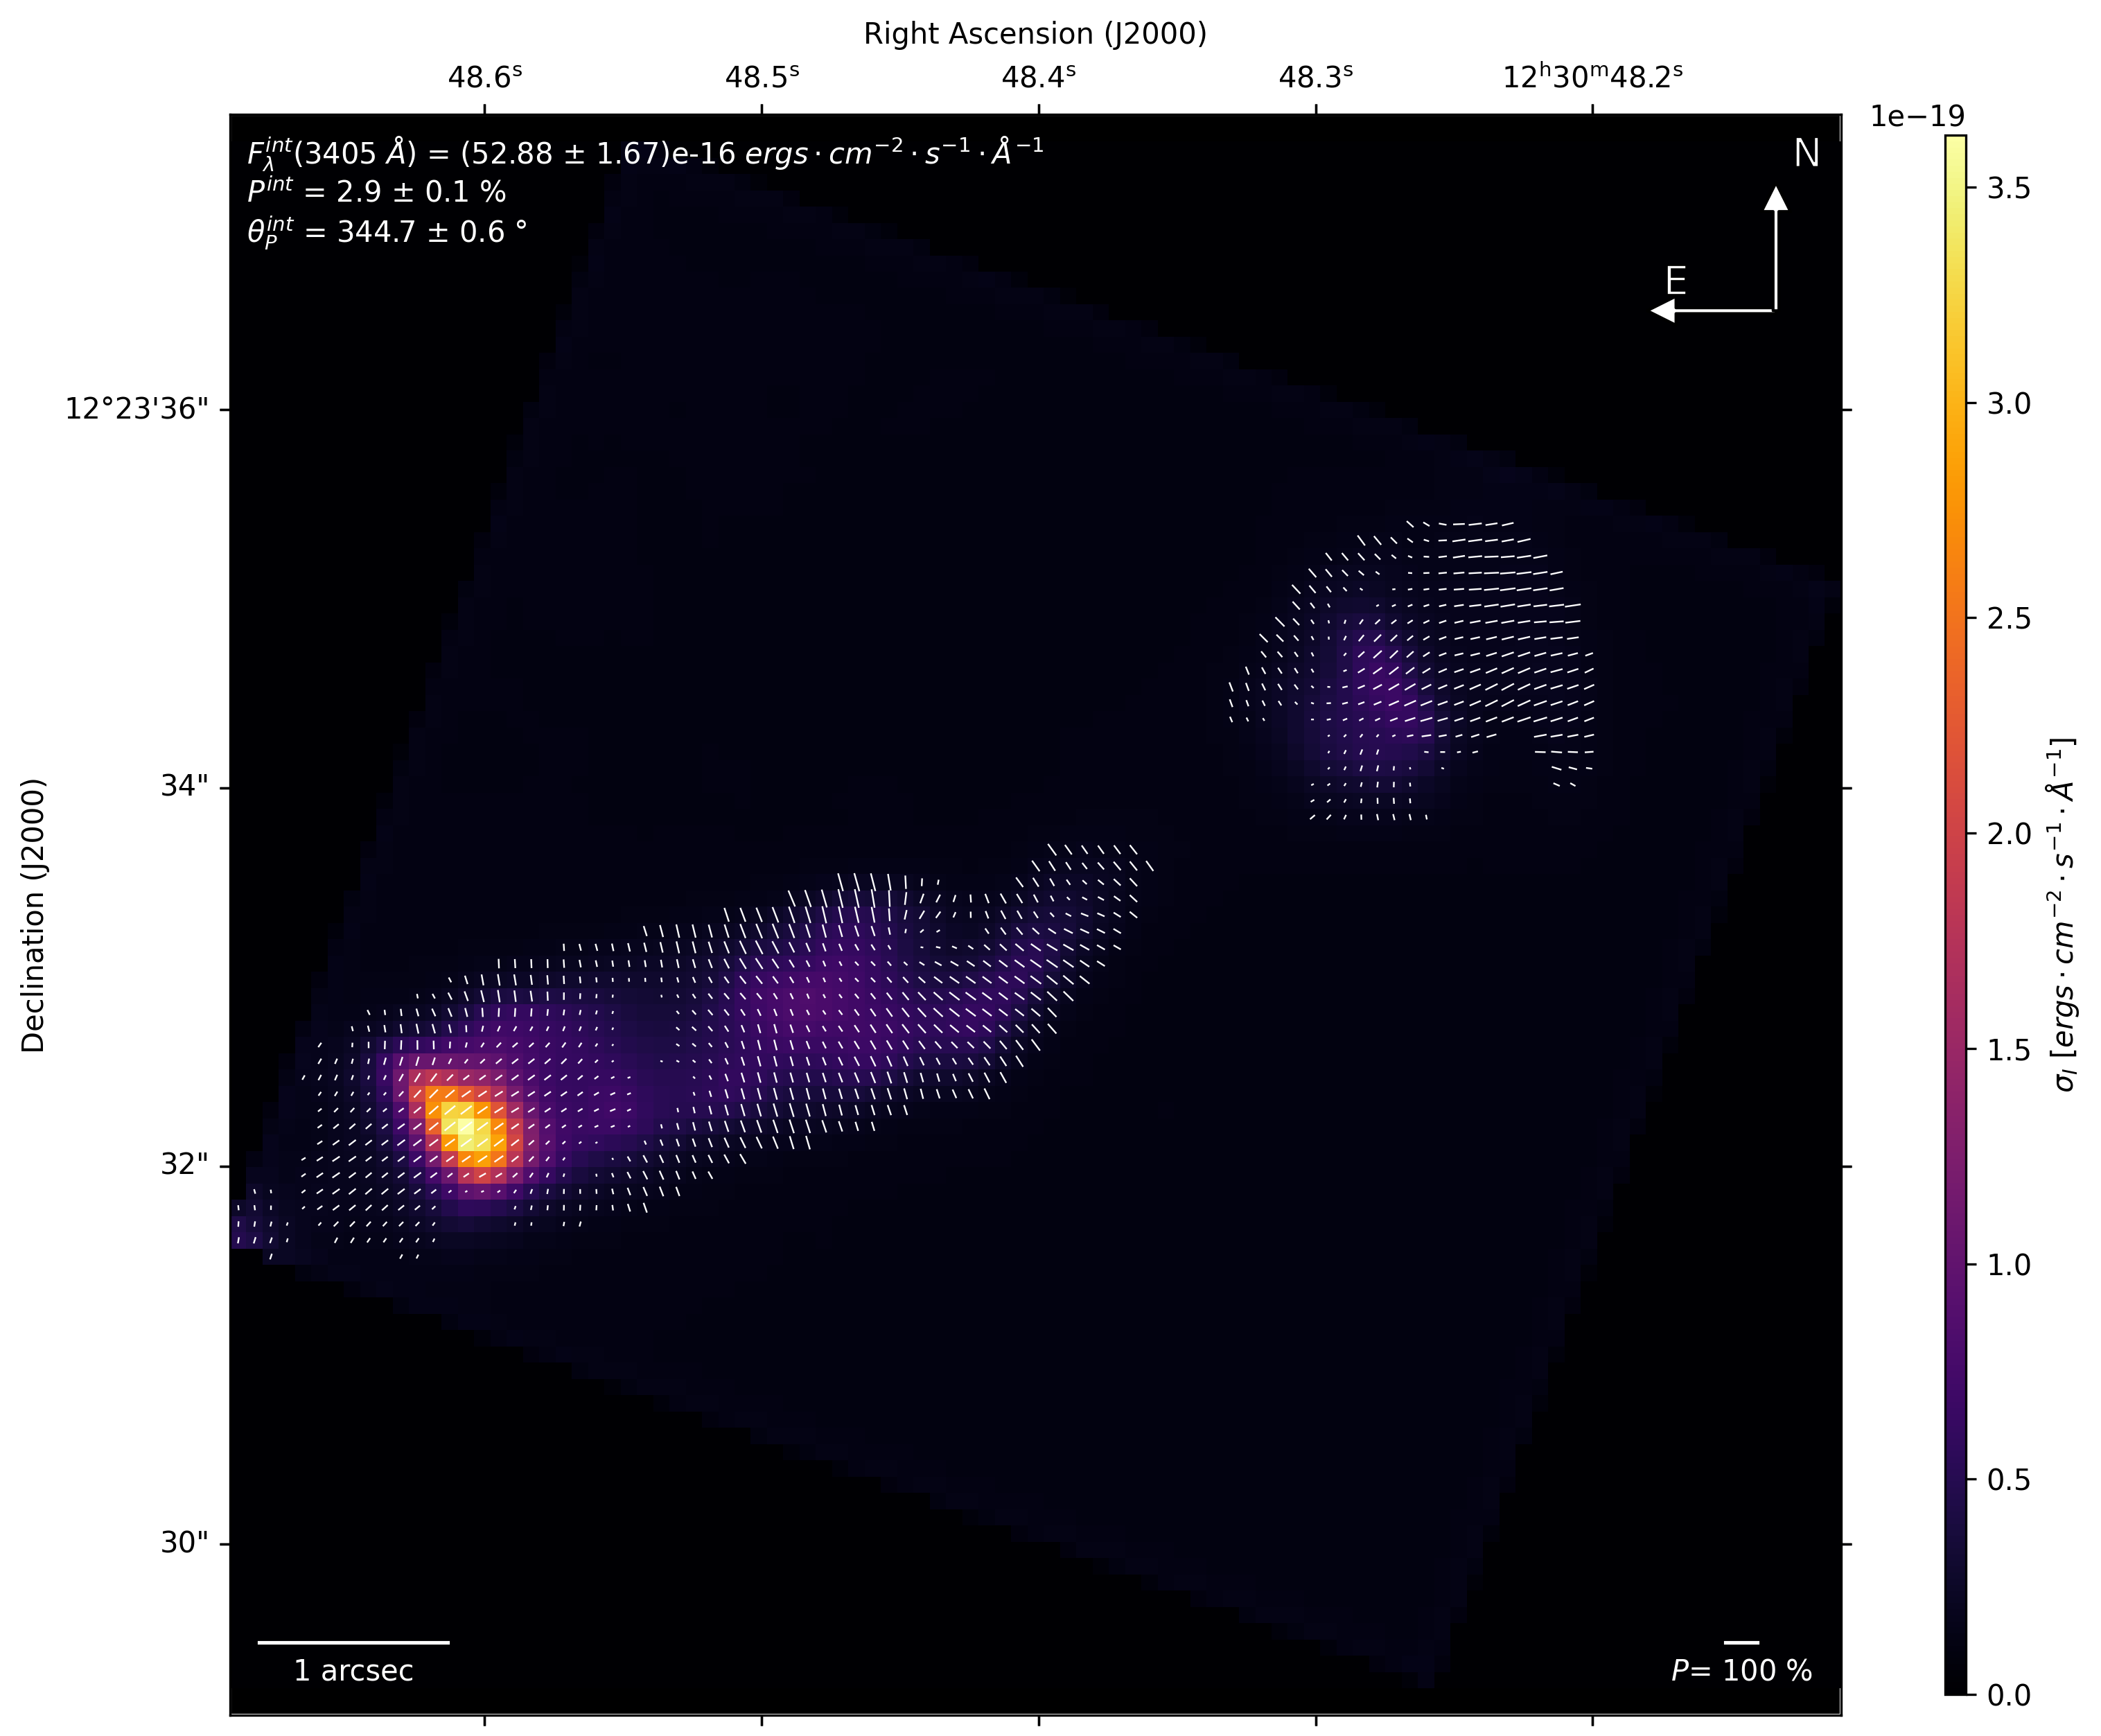 Right Ascension (J2000)
48.6ˢ 48.5ˢ 48.4ˢ 48.3ˢ 12ʰ30ᵐ48.2ˢ
1e−19
F_λ^int(3405 Å) = (52.88 ± 1.67)e-16 ergs · cm⁻² · s⁻¹ · Å⁻¹
P^int = 2.9 ± 0.1 %
θ_P^int = 344.7 ± 0.6 °
N
E
12°23'36"
34"
32"
30"
Declination (J2000)
1 arcsec
P= 100 %
3.5
3.0
2.5
2.0
1.5
1.0
0.5
0.0
σ_I [ergs · cm⁻² · s⁻¹ · Å⁻¹]